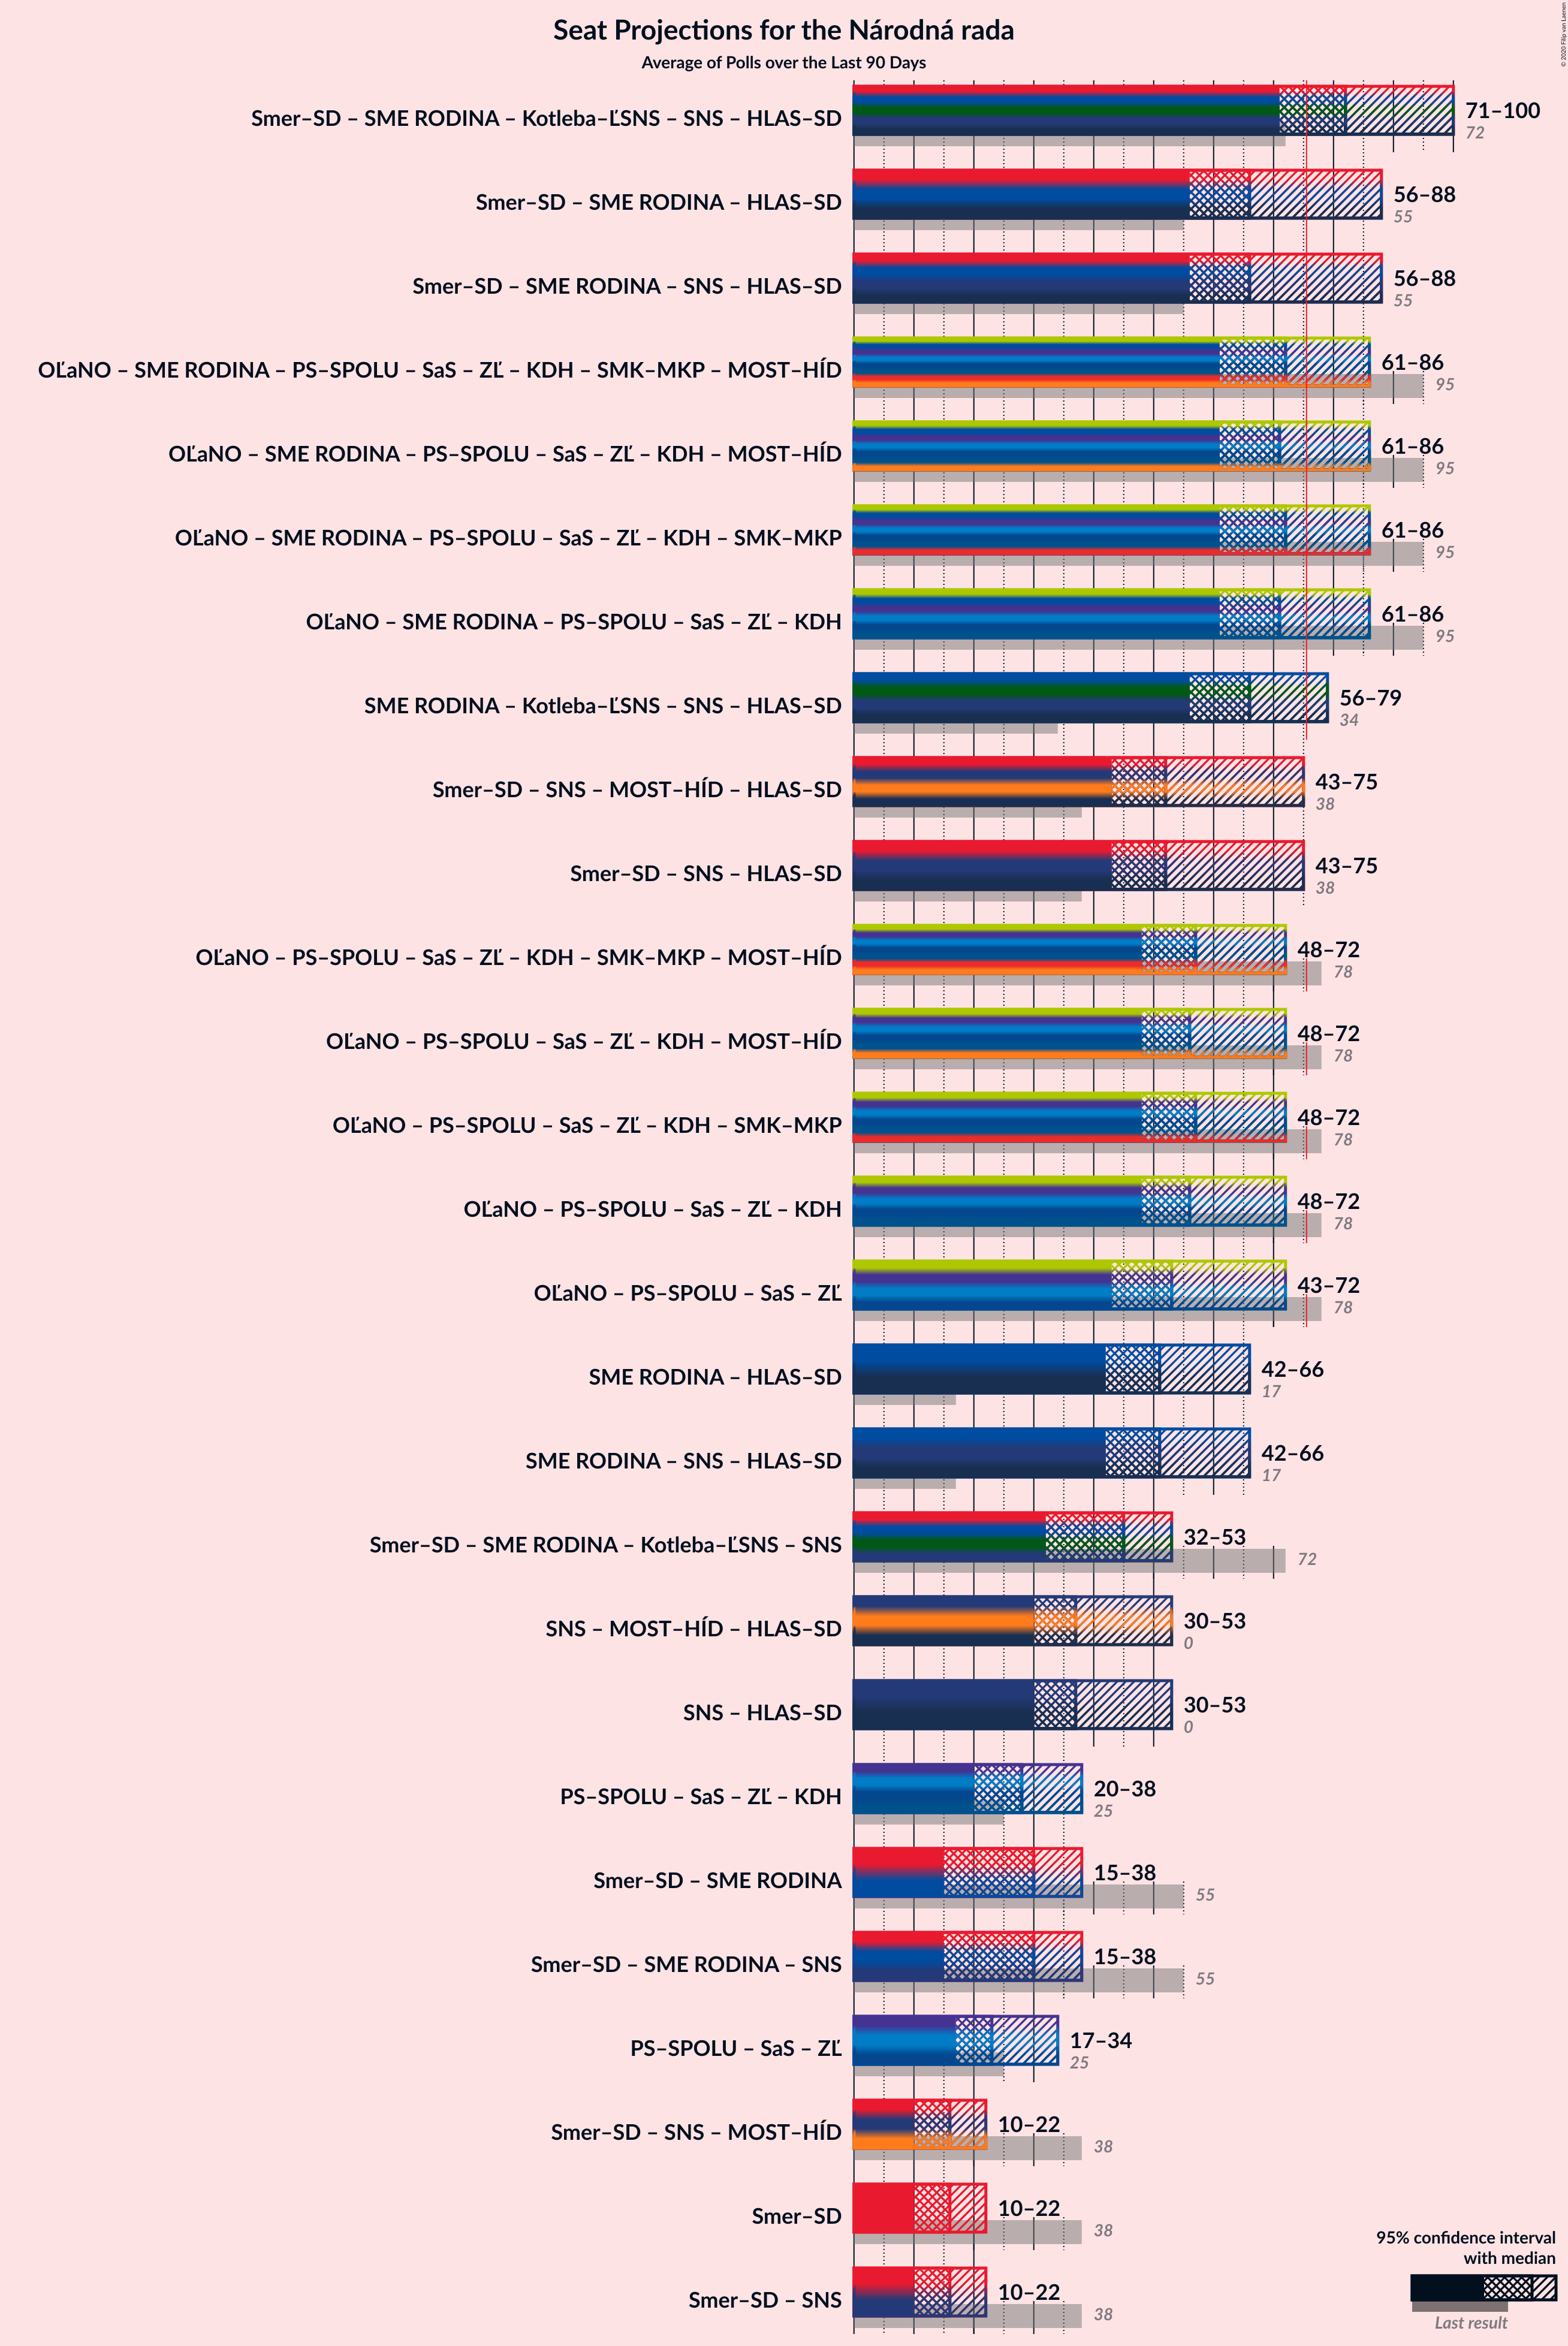 Seat Projections for the Národná rada
Average of Polls over the Last 90 Days
© 2020 Filip van Laenen
Smer–SD – SME RODINA – Kotleba–ĽSNS – SNS – HLAS–SD
71–100
72
Smer–SD – SME RODINA – HLAS–SD
56–88
55
Smer–SD – SME RODINA – SNS – HLAS–SD
56–88
55
OĽaNO – SME RODINA – PS–SPOLU – SaS – ZĽ – KDH – SMK–MKP – MOST–HÍD
61–86
95
OĽaNO – SME RODINA – PS–SPOLU – SaS – ZĽ – KDH – MOST–HÍD
61–86
95
OĽaNO – SME RODINA – PS–SPOLU – SaS – ZĽ – KDH – SMK–MKP
61–86
95
OĽaNO – SME RODINA – PS–SPOLU – SaS – ZĽ – KDH
61–86
95
SME RODINA – Kotleba–ĽSNS – SNS – HLAS–SD
56–79
34
Smer–SD – SNS – MOST–HÍD – HLAS–SD
43–75
38
Smer–SD – SNS – HLAS–SD
43–75
38
OĽaNO – PS–SPOLU – SaS – ZĽ – KDH – SMK–MKP – MOST–HÍD
48–72
78
OĽaNO – PS–SPOLU – SaS – ZĽ – KDH – MOST–HÍD
48–72
78
OĽaNO – PS–SPOLU – SaS – ZĽ – KDH – SMK–MKP
48–72
78
OĽaNO – PS–SPOLU – SaS – ZĽ – KDH
48–72
78
OĽaNO – PS–SPOLU – SaS – ZĽ
43–72
78
SME RODINA – HLAS–SD
42–66
17
SME RODINA – SNS – HLAS–SD
42–66
17
Smer–SD – SME RODINA – Kotleba–ĽSNS – SNS
32–53
72
SNS – MOST–HÍD – HLAS–SD
30–53
0
SNS – HLAS–SD
30–53
0
PS–SPOLU – SaS – ZĽ – KDH
20–38
25
Smer–SD – SME RODINA
15–38
55
Smer–SD – SME RODINA – SNS
15–38
55
PS–SPOLU – SaS – ZĽ
17–34
25
Smer–SD – SNS – MOST–HÍD
10–22
38
Smer–SD
10–22
38
Smer–SD – SNS
10–22
38
95% confidence interval
with median
Last result